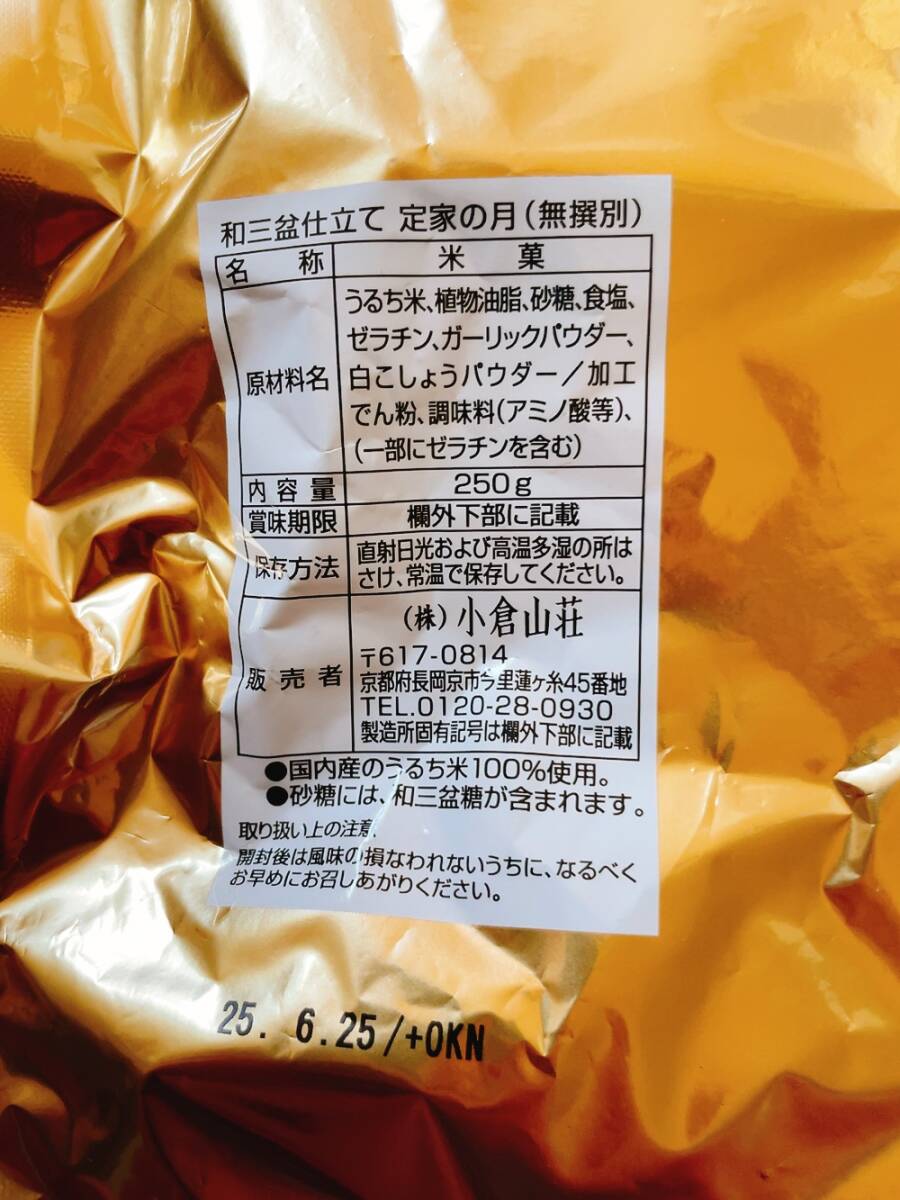 和三盆仕立て 定家の月(無撰別)
名 称 米 菓
原材料名
うるち米、植物油脂、砂糖、食塩、
ゼラチン、ガーリックパウダー、
白こしょうパウダー/加工
でん粉、調味料(アミノ酸等)、
(一部にゼラチンを含む)
内容量 250g
賞味期限 欄外下部に記載
保存方法
直射日光および高温多湿の所は
さけ、常温で保存してください。
販売者
(株)小倉山荘
〒617-0814
京都府長岡京市今里蓮ヶ糸45番地
TEL.0120-28-0930
製造所固有記号は欄外下部に記載
●国内産のうるち米100%使用。
●砂糖には、和三盆糖が含まれます。
取り扱い上の注意
開封後は風味の損なわれないうちに、なるべく
お早めにお召しあがりください。
25. 6.25/+OKN